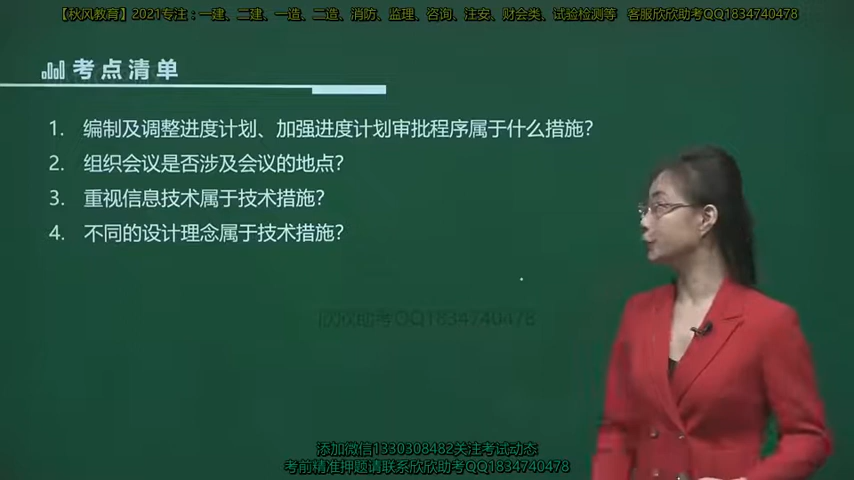 【秋风教育】2021专注：一建、二建、一造、二造、消防、监理、咨询、注安、财会类、试验检测等 客服欣欣助考QQ1834740478
考点清单
1. 编制及调整进度计划、加强进度计划审批程序属于什么措施?
2. 组织会议是否涉及会议的地点?
3. 重视信息技术属于技术措施?
4. 不同的设计理念属于技术措施?
欣欣助考QQ1834740478
添加微信1330308482关注考试动态
考前精准押题请联系欣欣助考QQ1834740478